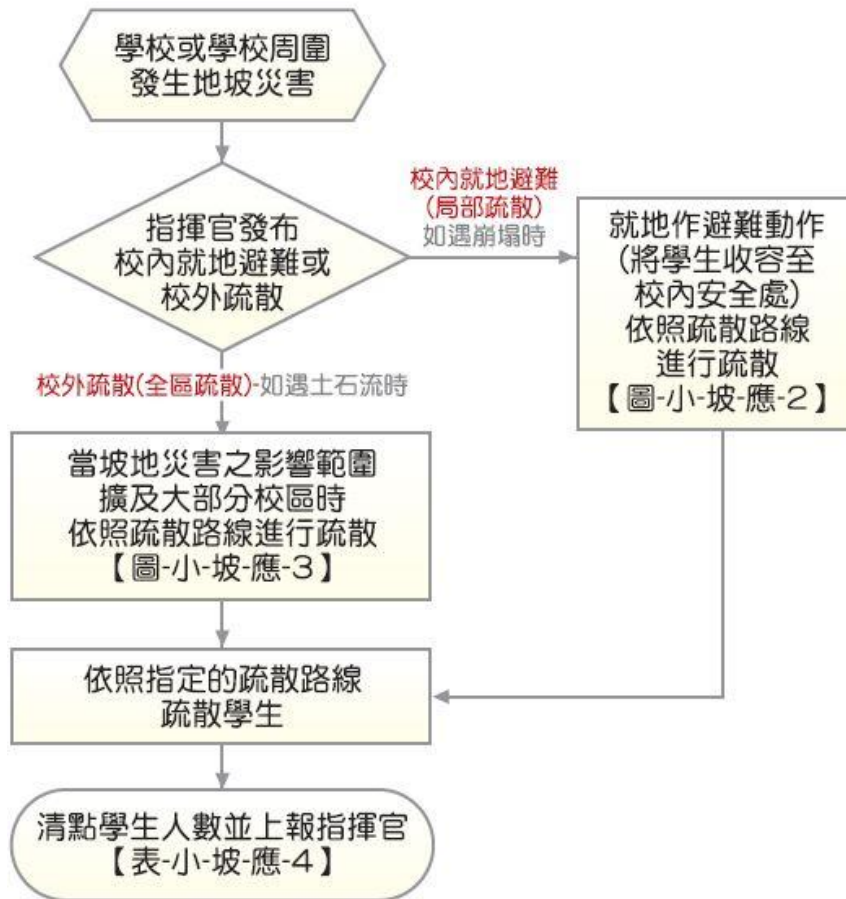 學校或學校周圍
發生地坡災害
指揮官發布
校內就地避難或
校外疏散
校內就地避難
(局部疏散)
如遇崩塌時
就地作避難動作
(將學生收容至
校內安全處)
依照疏散路線
進行疏散
【圖-小-坡-應-2】
校外疏散(全區疏散)-如遇土石流時
當坡地災害之影響範圍
擴及大部分校區時
依照疏散路線進行疏散
【圖-小-坡-應-3】
依照指定的疏散路線
疏散學生
清點學生人數並上報指揮官
【表-小-坡-應-4】